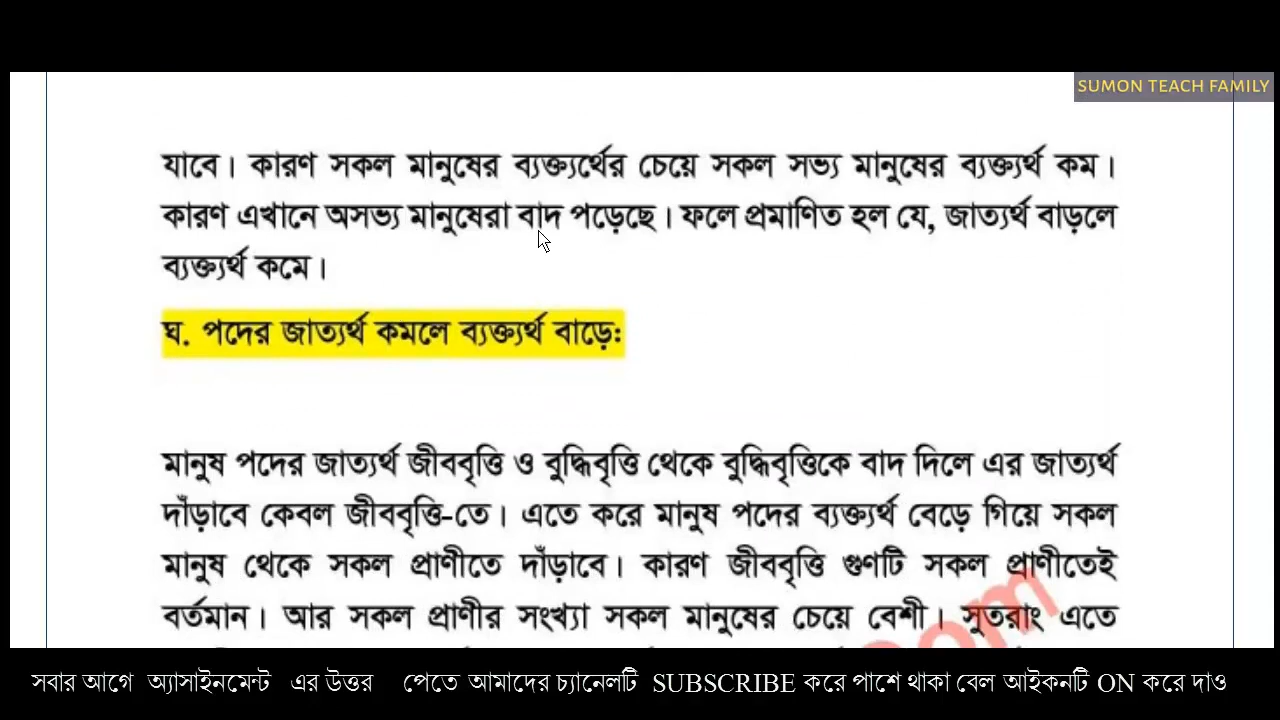 SUMON TEACH FAMILY
যাবে। কারণ সকল মানুষের ব্যক্ত্যর্থের চেয়ে সকল সভ্য মানুষের ব্যক্ত্যর্থ কম।
কারণ এখানে অসভ্য মানুষেরা বাদ পড়েছে। ফলে প্রমাণিত হল যে, জাত্যর্থ বাড়লে
ব্যক্ত্যর্থ কমে।
ঘ. পদের জাত্যর্থ কমলে ব্যক্ত্যর্থ বাড়ে:
মানুষ পদের জাত্যর্থ জীববৃত্তি ও বুদ্ধিবৃত্তি থেকে বুদ্ধিবৃত্তিকে বাদ দিলে এর জাত্যর্থ
দাঁড়াবে কেবল জীববৃত্তি-তে। এতে করে মানুষ পদের ব্যক্ত্যর্থ বেড়ে গিয়ে সকল
মানুষ থেকে সকল প্রাণীতে দাঁড়াবে। কারণ জীববৃত্তি গুণটি সকল প্রাণীতেই
বর্তমান। আর সকল প্রাণীর সংখ্যা সকল মানুষের চেয়ে বেশী। সুতরাং এতে
সবার আগে অ্যাসাইনমেন্ট এর উত্তর পেতে আমাদের চ্যানেলটি SUBSCRIBE করে পাশে থাকা বেল আইকনটি ON করে দাও